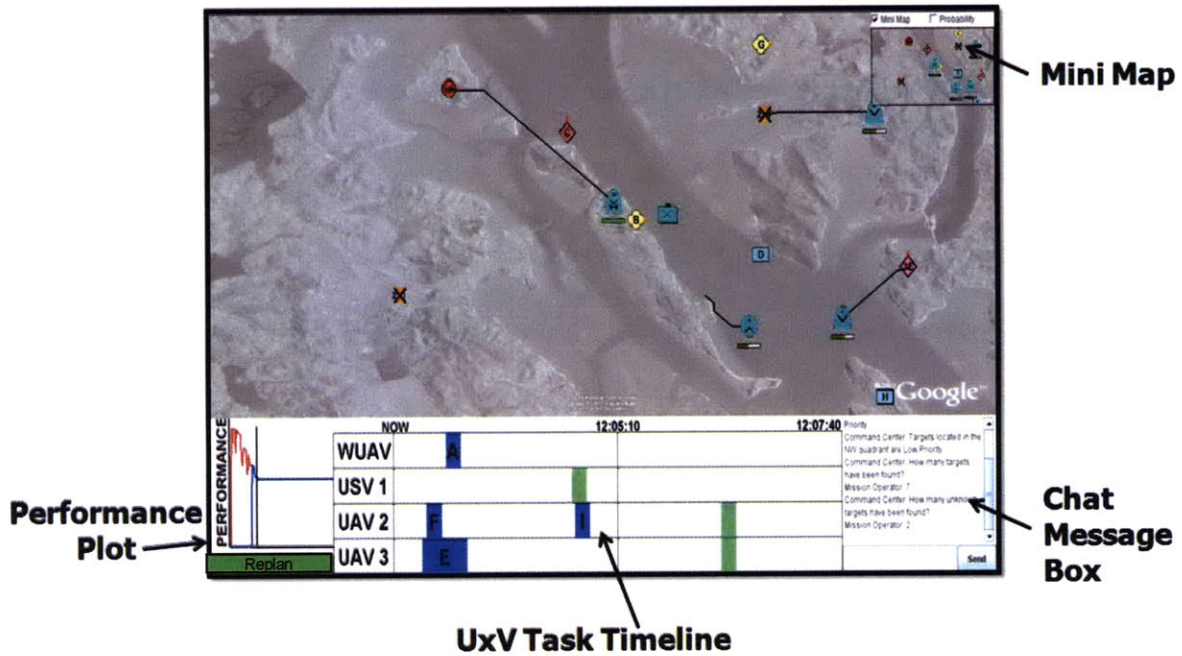 Mini Map
Probability
Mini Map
G
C
B
D
H
Google™
PERFORMANCE
NOW
12:05:10
12:07:40
WUAV
A
USV 1
UAV 2
F
I
UAV 3
E
Replan
Priority
Command Center: Targets located in the
NW quadrant are Low Priority
Command Center: How many targets
have been found?
Mission Operator: 7
Command Center: How many unknown
targets have been found?
Mission Operator: 2
Send
Performance
Plot
UxV Task Timeline
Chat
Message
Box